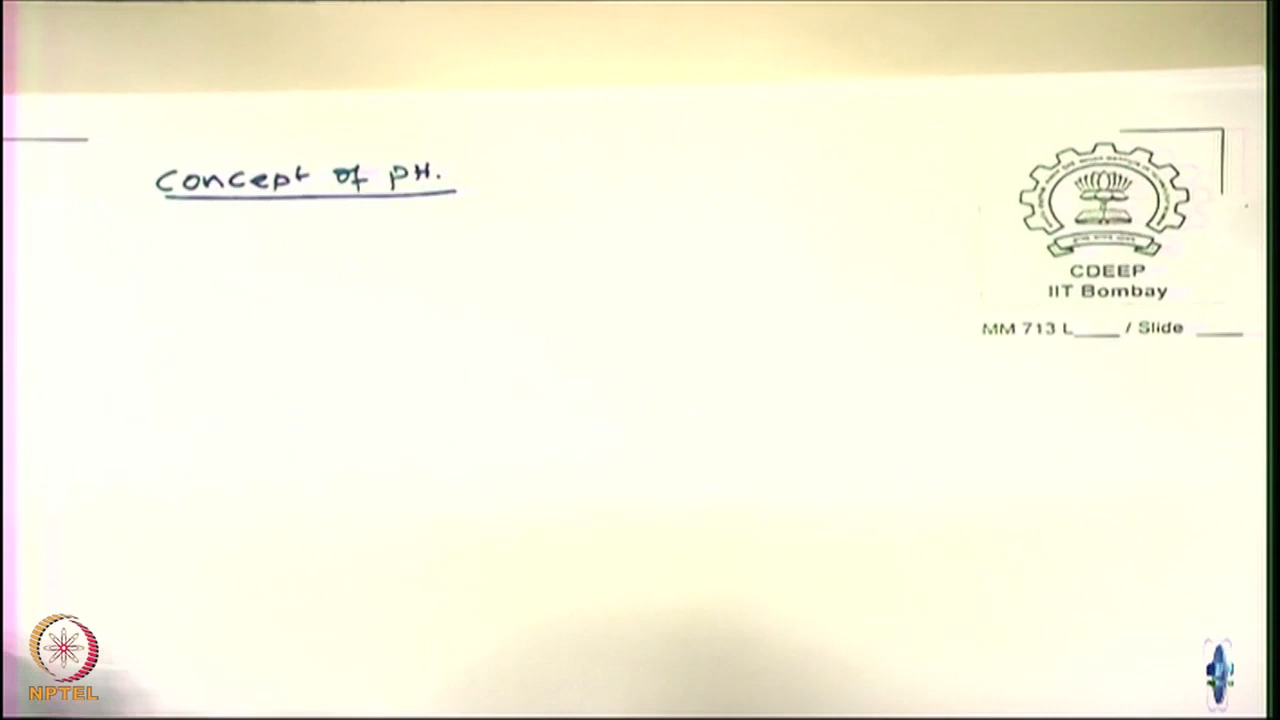 concept of pH.
CDEEP
IIT Bombay
MM 713 L____ / Slide ____
NPTEL